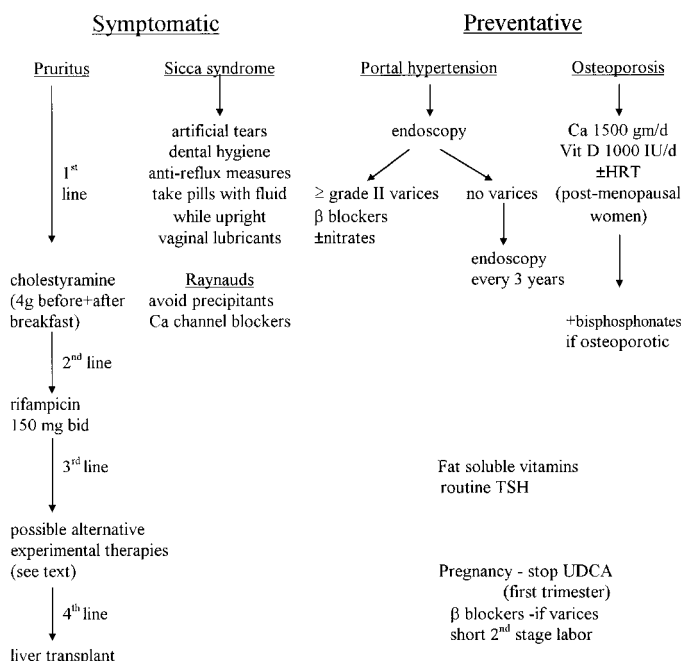 Symptomatic
Preventative
Pruritus
Sicca syndrome
Portal hypertension
Osteoporosis
1st
line
cholestyramine
(4g before+after
breakfast)
2nd line
rifampicin
150 mg bid
3rd line
possible alternative
experimental therapies
(see text)
4th line
liver transplant
artificial tears
dental hygiene
anti-reflux measures
take pills with fluid
while upright
vaginal lubricants
Raynauds
avoid precipitants
Ca channel blockers
endoscopy
≥ grade II varices
β blockers
±nitrates
no varices
endoscopy
every 3 years
Ca 1500 gm/d
Vit D 1000 IU/d
±HRT
(post-menopausal
women)
+bisphosphonates
if osteoporotic
Fat soluble vitamins
routine TSH
Pregnancy - stop UDCA
(first trimester)
β blockers -if varices
short 2nd stage labor